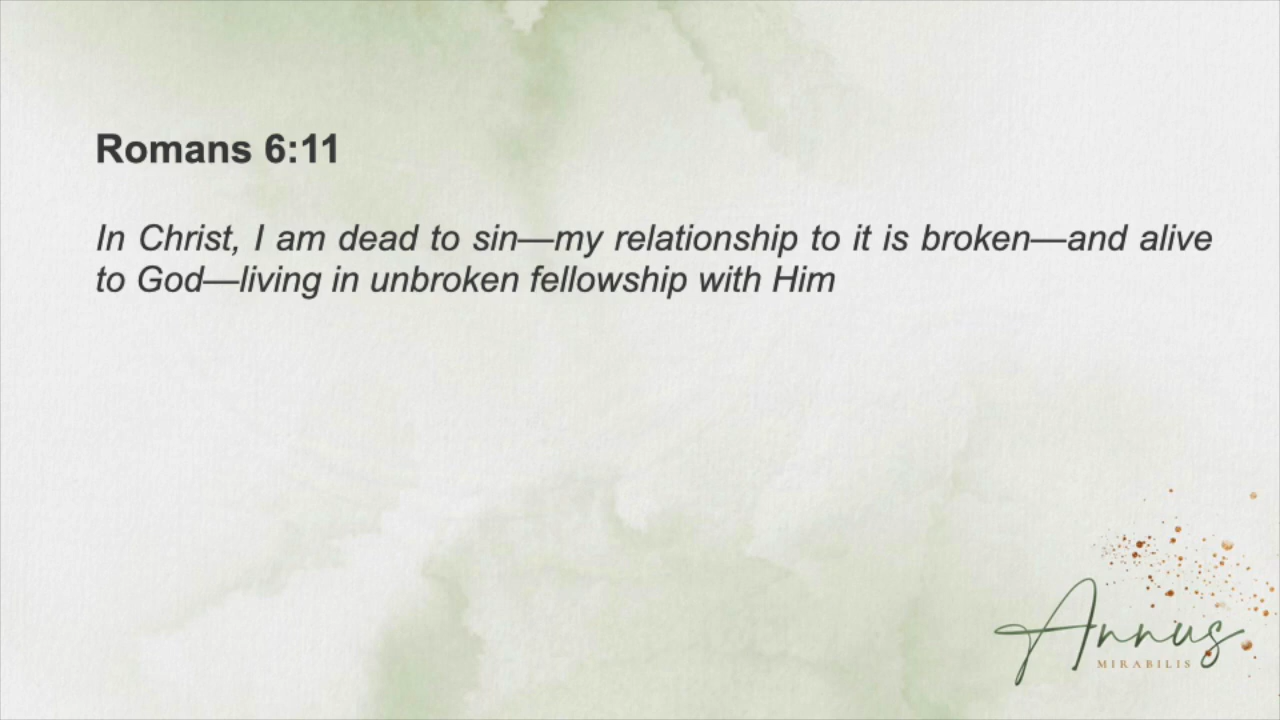 Romans 6:11
In Christ, I am dead to sin—my relationship to it is broken—and alive
to God—living in unbroken fellowship with Him
Annus
MIRABILIS